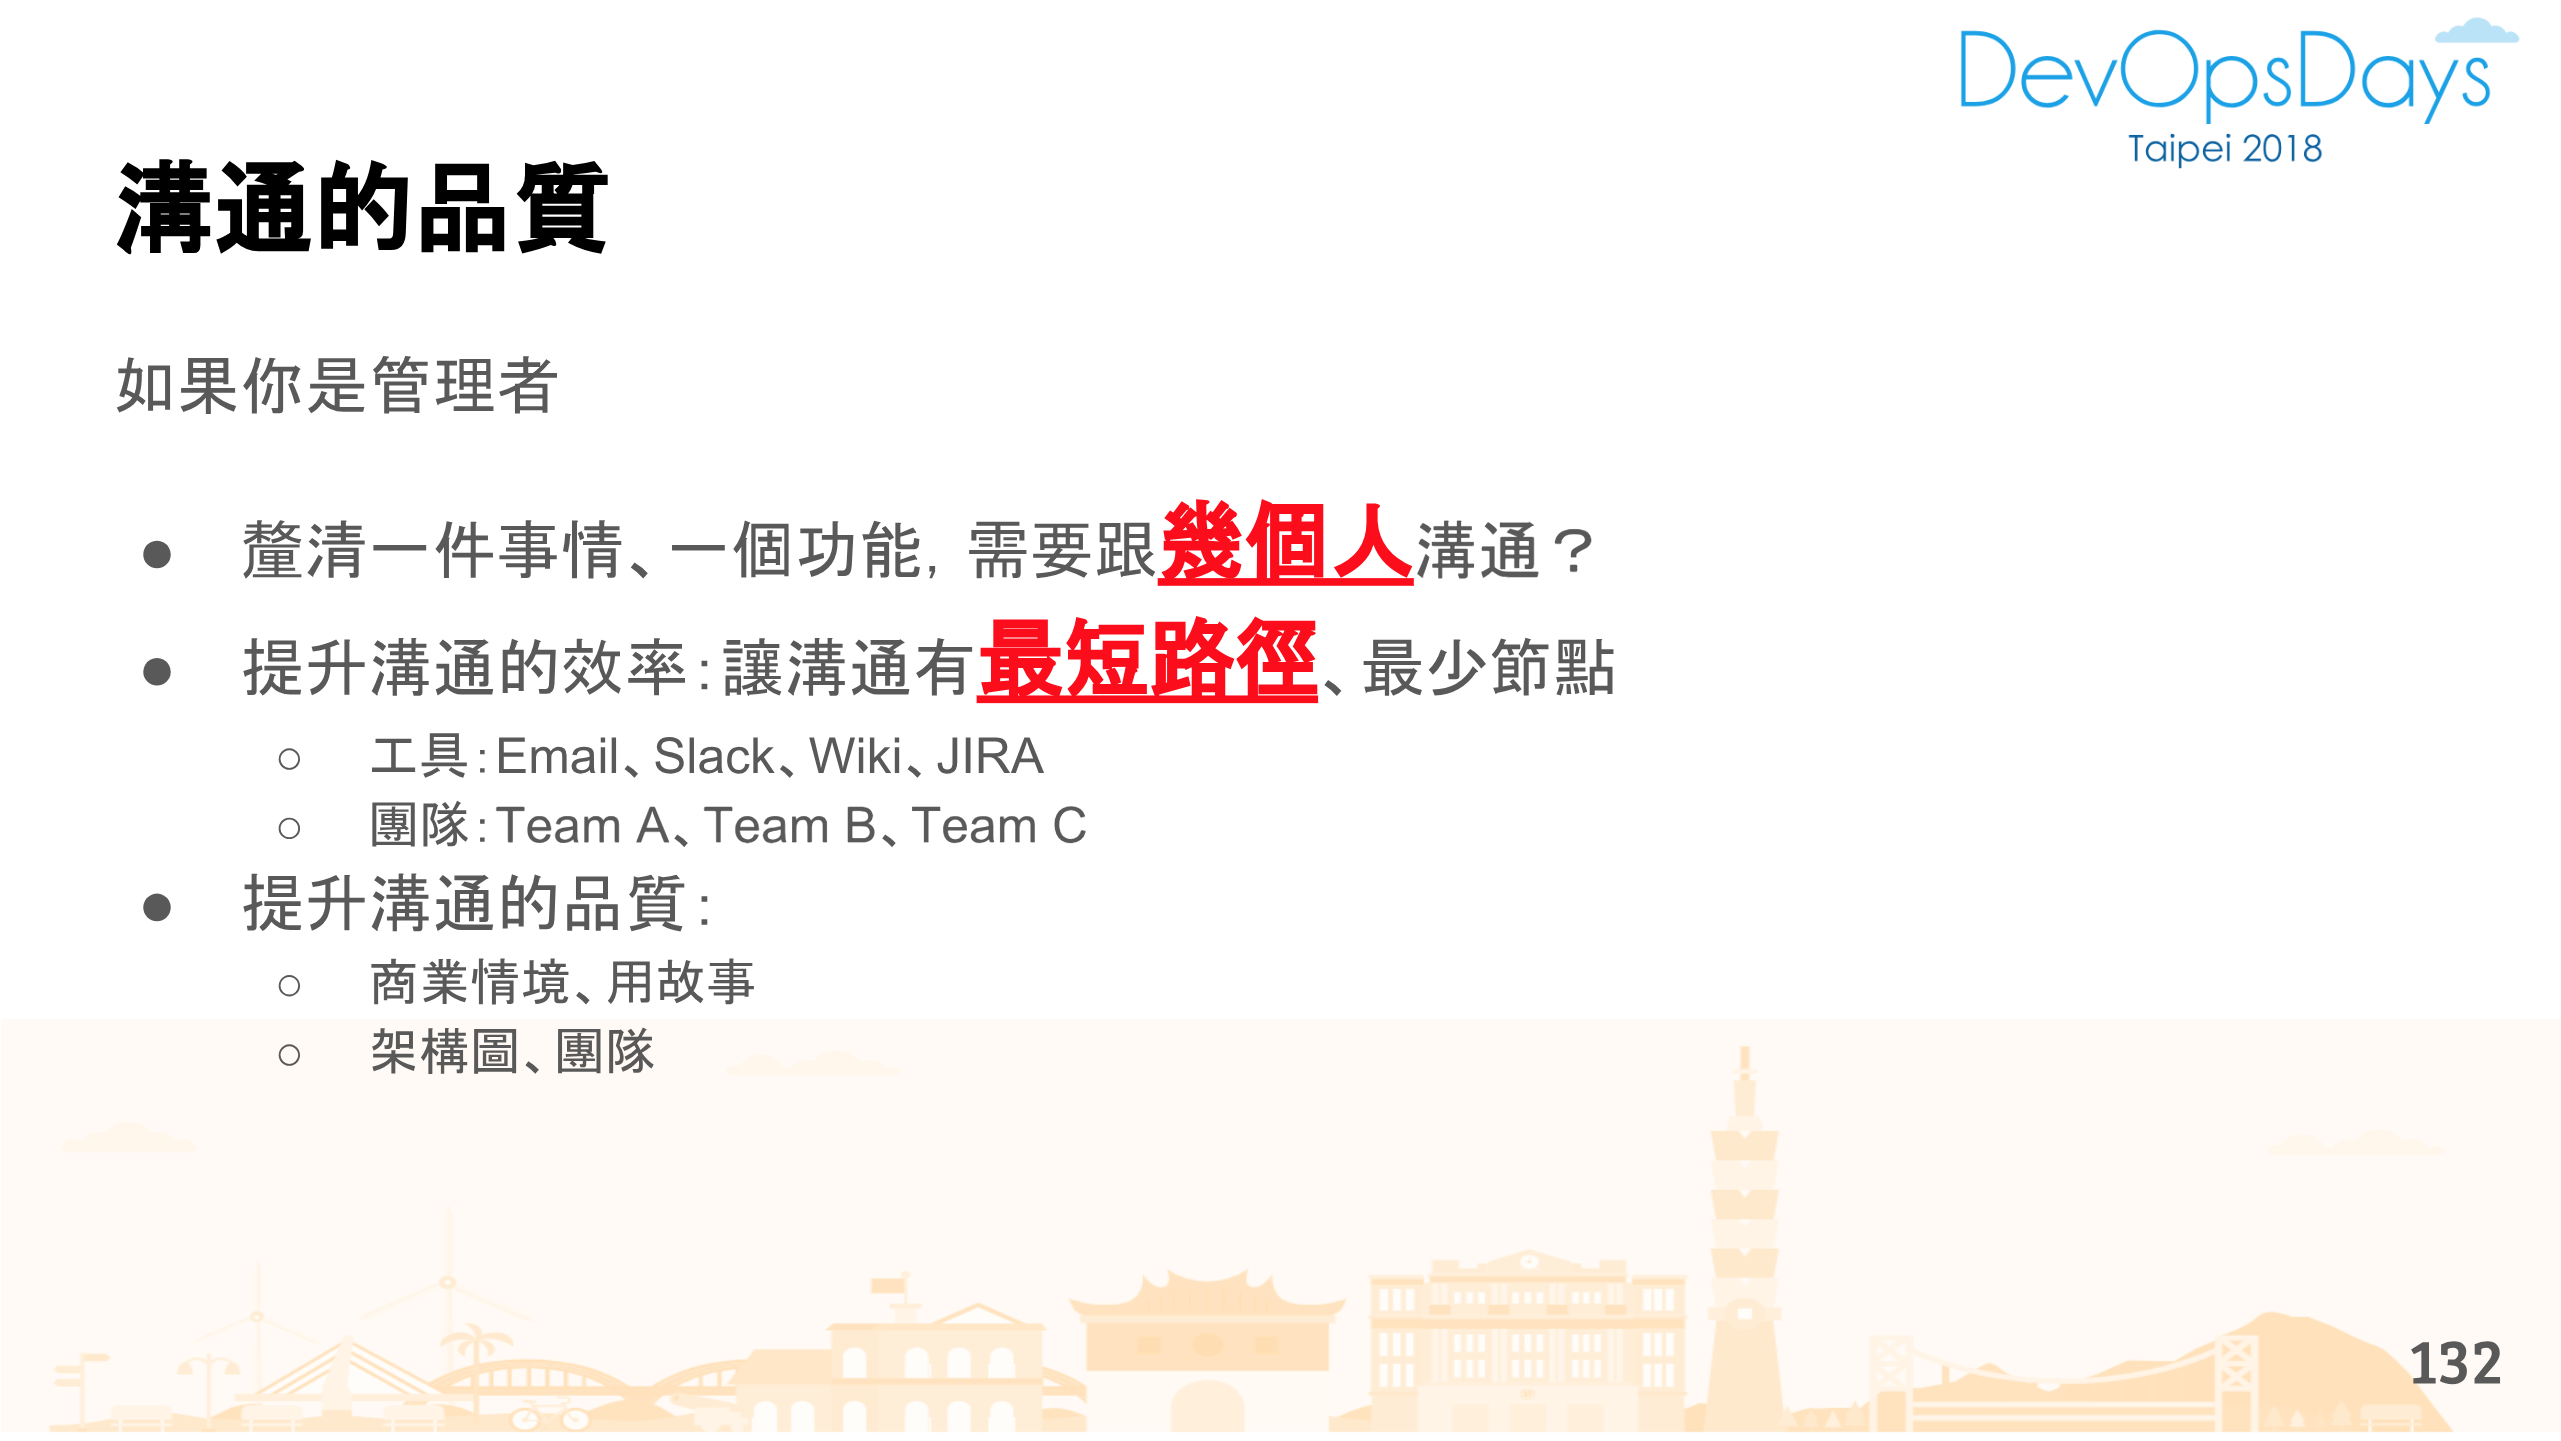 DevOpsDays
Taipei 2018
溝通的品質
如果你是管理者
● 釐清一件事情、一個功能, 需要跟幾個人溝通？
● 提升溝通的效率：讓溝通有最短路徑、最少節點
○ 工具：Email、Slack、Wiki、JIRA
○ 團隊：Team A、Team B、Team C
● 提升溝通的品質：
○ 商業情境、用故事
○ 架構圖、團隊
132